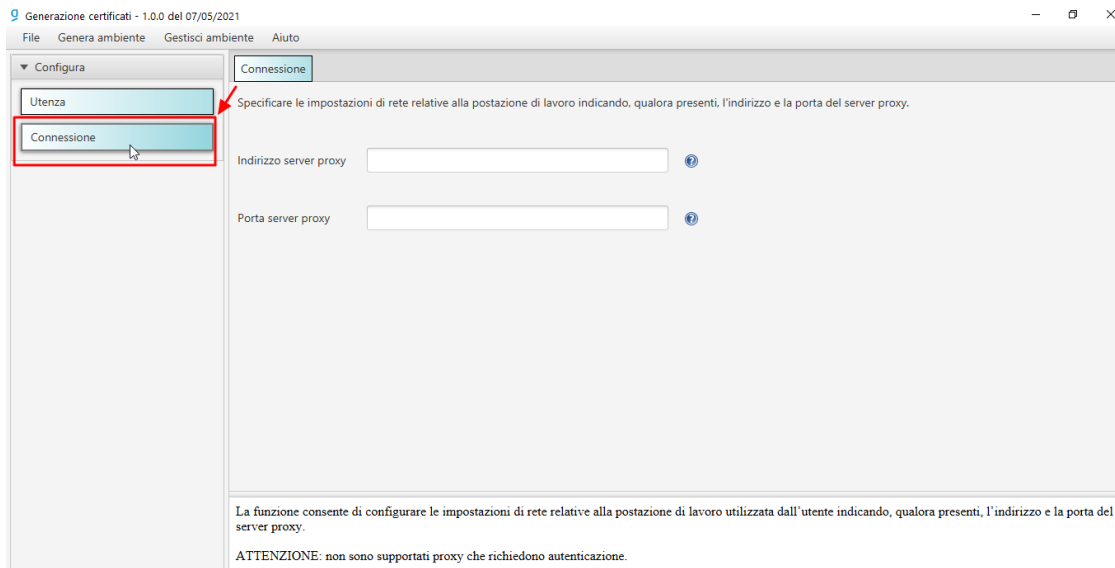 Generazione certificati - 1.0.0 del 07/05/2021
File Genera ambiente Gestisci ambiente Aiuto
Configura
Utenza
Connessione
Connessione
Specificare le impostazioni di rete relative alla postazione di lavoro indicando, qualora presenti, l'indirizzo e la porta del server proxy.
Indirizzo server proxy
Porta server proxy
La funzione consente di configurare le impostazioni di rete relative alla postazione di lavoro utilizzata dall'utente indicando, qualora presenti, l'indirizzo e la porta del
server proxy.
ATTENZIONE: non sono supportati proxy che richiedono autenticazione.